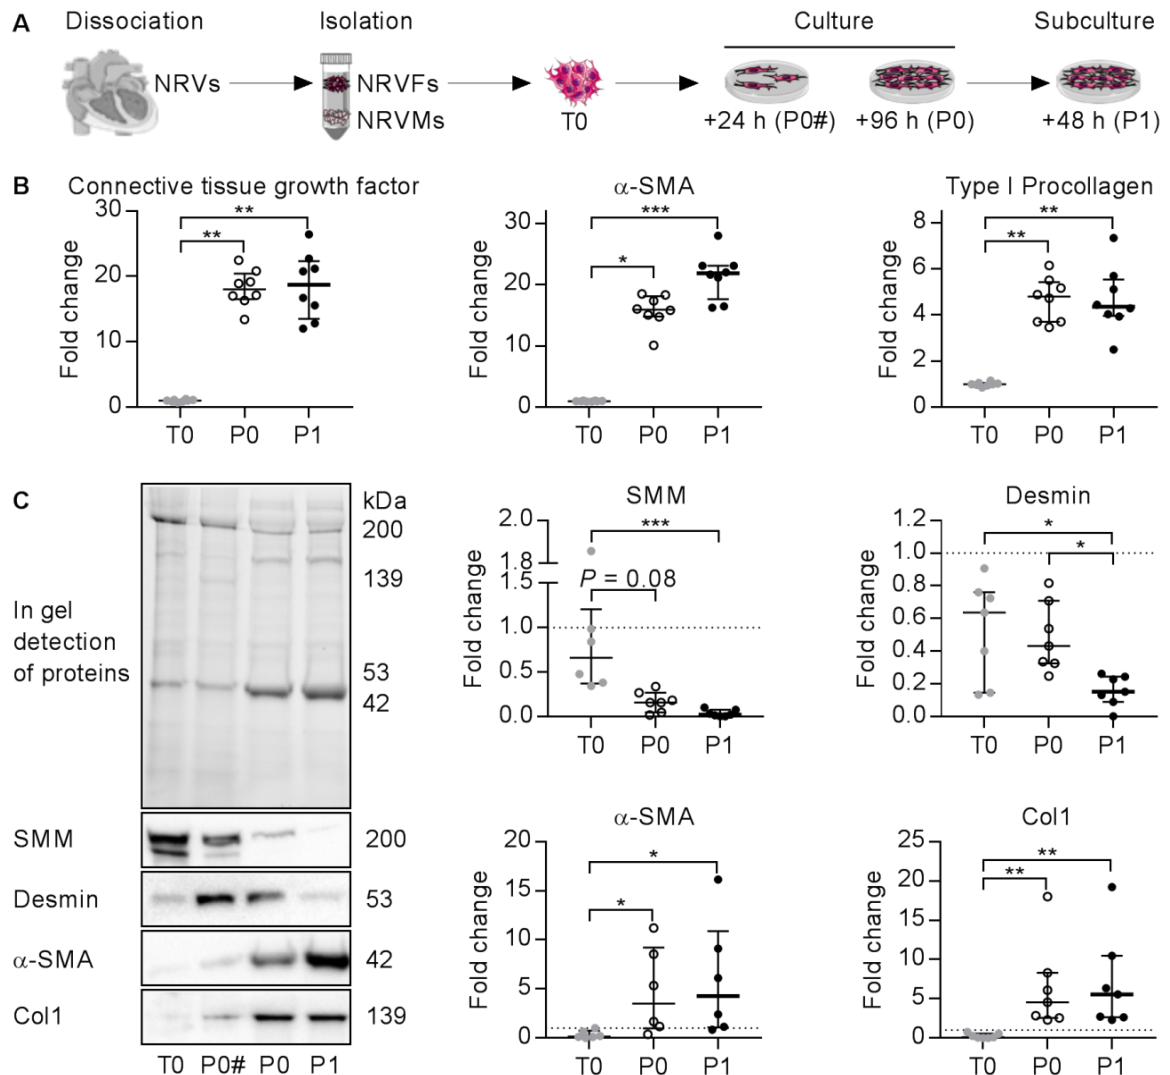 A
Dissociation
Isolation
Culture
Subculture
NRVs
NRVFs
NRVMs
T0
+24 h (P0#)
+96 h (P0)
+48 h (P1)
B
Connective tissue growth factor
Fold change
30
20
10
0
**
**
T0 P0 P1
α-SMA
Fold change
30
20
10
0
***
*
T0 P0 P1
Type I Procollagen
Fold change
8
6
4
2
0
**
**
T0 P0 P1
C
In gel
detection
of proteins
kDa
200
139
53
42
SMM 200
Desmin 53
α-SMA 42
Col1 139
T0 P0# P0 P1
SMM
Fold change
2.0
1.8
1.5
1.0
0.5
0.0
***
P = 0.08
T0 P0 P1
Desmin
Fold change
1.2
1.0
0.8
0.6
0.4
0.2
0.0
*
*
T0 P0 P1
α-SMA
Fold change
20
15
10
5
0
*
*
T0 P0 P1
Col1
Fold change
25
20
15
10
5
0
**
**
T0 P0 P1